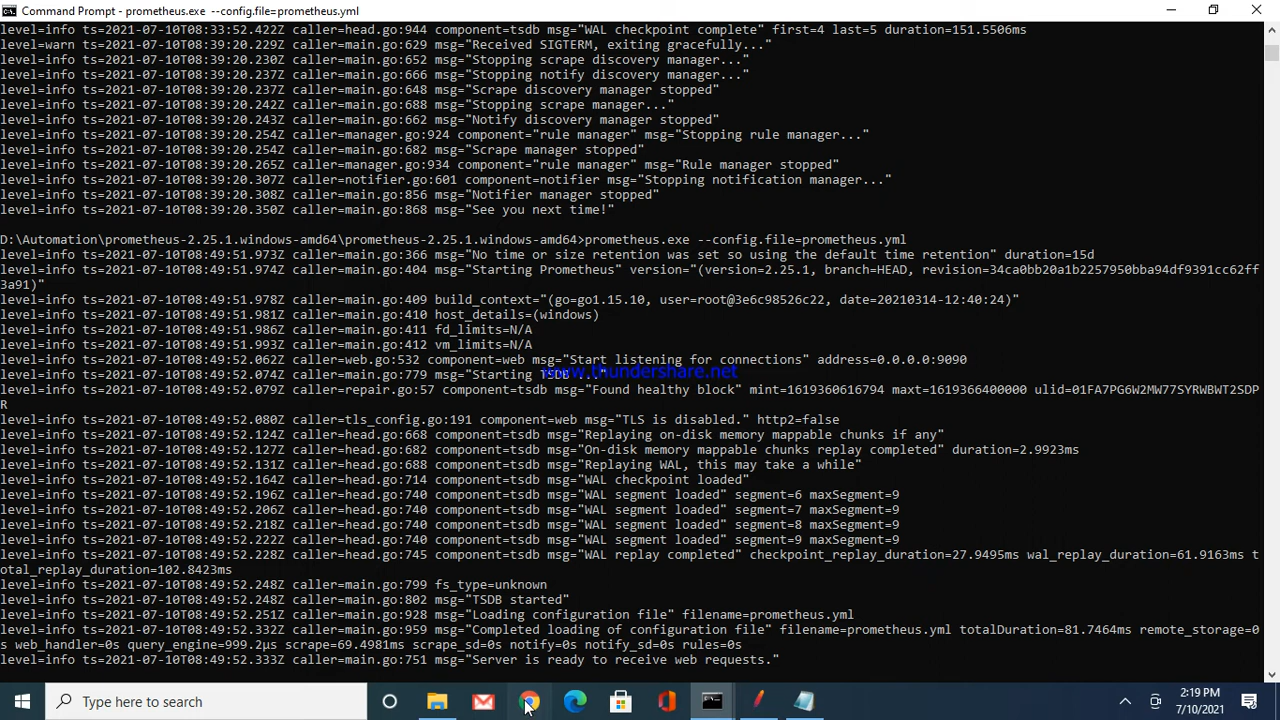 Command Prompt - prometheus.exe  --config.file=prometheus.yml
level=info ts=2021-07-10T08:33:52.422Z caller=head.go:944 component=tsdb msg="WAL checkpoint complete" first=4 last=5 duration=151.5506ms
level=warn ts=2021-07-10T08:39:20.229Z caller=main.go:629 msg="Received SIGTERM, exiting gracefully..."
level=info ts=2021-07-10T08:39:20.230Z caller=main.go:652 msg="Stopping scrape discovery manager..."
level=info ts=2021-07-10T08:39:20.237Z caller=main.go:666 msg="Stopping notify discovery manager..."
level=info ts=2021-07-10T08:39:20.237Z caller=main.go:648 msg="Scrape discovery manager stopped"
level=info ts=2021-07-10T08:39:20.242Z caller=main.go:688 msg="Stopping scrape manager..."
level=info ts=2021-07-10T08:39:20.243Z caller=main.go:662 msg="Notify discovery manager stopped"
level=info ts=2021-07-10T08:39:20.254Z caller=manager.go:924 component="rule manager" msg="Stopping rule manager..."
level=info ts=2021-07-10T08:39:20.254Z caller=main.go:682 msg="Scrape manager stopped"
level=info ts=2021-07-10T08:39:20.265Z caller=manager.go:934 component="rule manager" msg="Rule manager stopped"
level=info ts=2021-07-10T08:39:20.307Z caller=notifier.go:601 component=notifier msg="Stopping notification manager..."
level=info ts=2021-07-10T08:39:20.308Z caller=main.go:856 msg="Notifier manager stopped"
level=info ts=2021-07-10T08:39:20.350Z caller=main.go:868 msg="See you next time!"
D:\Automation\prometheus-2.25.1.windows-amd64\prometheus-2.25.1.windows-amd64>prometheus.exe --config.file=prometheus.yml
level=info ts=2021-07-10T08:49:51.973Z caller=main.go:366 msg="No time or size retention was set so using the default time retention" duration=15d
level=info ts=2021-07-10T08:49:51.974Z caller=main.go:404 msg="Starting Prometheus" version="(version=2.25.1, branch=HEAD, revision=34ca0bb20a1b2257950bba94df9391cc62ff
3a91)"
level=info ts=2021-07-10T08:49:51.978Z caller=main.go:409 build_context="(go=go1.15.10, user=root@3e6c98526c22, date=20210314-12:40:24)"
level=info ts=2021-07-10T08:49:51.981Z caller=main.go:410 host_details=(windows)
level=info ts=2021-07-10T08:49:51.986Z caller=main.go:411 fd_limits=N/A
level=info ts=2021-07-10T08:49:51.993Z caller=main.go:412 vm_limits=N/A
level=info ts=2021-07-10T08:49:52.062Z caller=web.go:532 component=web msg="Start listening for connections" address=0.0.0.0:9090
level=info ts=2021-07-10T08:49:52.074Z caller=main.go:779 msg="Starting TSDB ..."
www.thundershare.net
level=info ts=2021-07-10T08:49:52.079Z caller=repair.go:57 component=tsdb msg="Found healthy block" mint=1619360616794 maxt=1619366400000 ulid=01FA7PG6W2MW77SYRWBWT2SDP
R
level=info ts=2021-07-10T08:49:52.080Z caller=tls_config.go:191 component=web msg="TLS is disabled." http2=false
level=info ts=2021-07-10T08:49:52.124Z caller=head.go:668 component=tsdb msg="Replaying on-disk memory mappable chunks if any"
level=info ts=2021-07-10T08:49:52.127Z caller=head.go:682 component=tsdb msg="On-disk memory mappable chunks replay completed" duration=2.9923ms
level=info ts=2021-07-10T08:49:52.131Z caller=head.go:688 component=tsdb msg="Replaying WAL, this may take a while"
level=info ts=2021-07-10T08:49:52.164Z caller=head.go:714 component=tsdb msg="WAL checkpoint loaded"
level=info ts=2021-07-10T08:49:52.196Z caller=head.go:740 component=tsdb msg="WAL segment loaded" segment=6 maxSegment=9
level=info ts=2021-07-10T08:49:52.206Z caller=head.go:740 component=tsdb msg="WAL segment loaded" segment=7 maxSegment=9
level=info ts=2021-07-10T08:49:52.218Z caller=head.go:740 component=tsdb msg="WAL segment loaded" segment=8 maxSegment=9
level=info ts=2021-07-10T08:49:52.222Z caller=head.go:740 component=tsdb msg="WAL segment loaded" segment=9 maxSegment=9
level=info ts=2021-07-10T08:49:52.228Z caller=head.go:745 component=tsdb msg="WAL replay completed" checkpoint_replay_duration=27.9495ms wal_replay_duration=61.9163ms t
otal_replay_duration=102.8423ms
level=info ts=2021-07-10T08:49:52.248Z caller=main.go:799 fs_type=unknown
level=info ts=2021-07-10T08:49:52.248Z caller=main.go:802 msg="TSDB started"
level=info ts=2021-07-10T08:49:52.251Z caller=main.go:928 msg="Loading configuration file" filename=prometheus.yml
level=info ts=2021-07-10T08:49:52.332Z caller=main.go:959 msg="Completed loading of configuration file" filename=prometheus.yml totalDuration=81.7464ms remote_storage=0
s web_handler=0s query_engine=999.2µs scrape=69.4981ms scrape_sd=0s notify=0s notify_sd=0s rules=0s
level=info ts=2021-07-10T08:49:52.333Z caller=main.go:751 msg="Server is ready to receive web requests."
Type here to search
2:19 PM
7/10/2021